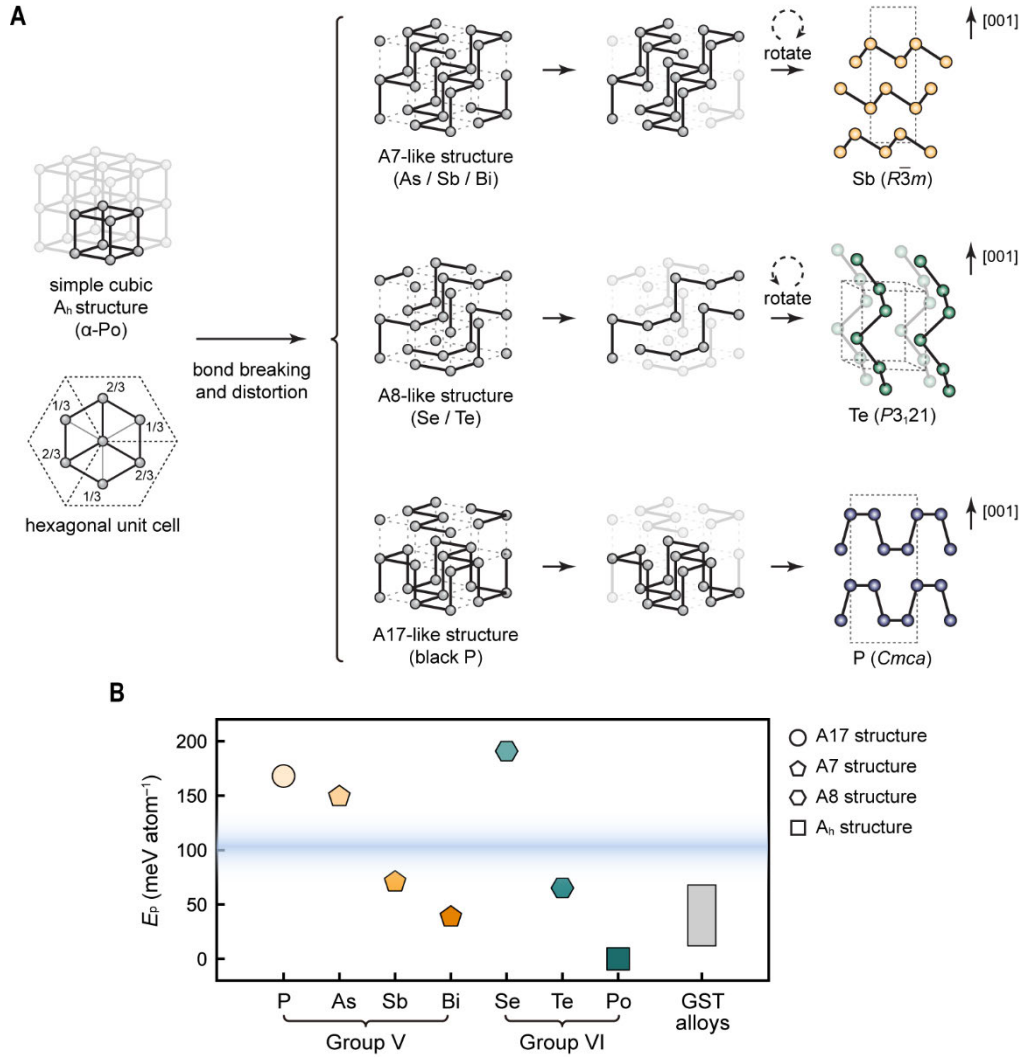 A
simple cubic
Aₕ structure
(α-Po)
2/3
1/3
1/3
2/3
2/3
1/3
hexagonal unit cell
bond breaking
and distortion
A7-like structure
(As / Sb / Bi)
rotate
[001]
Sb (R3̅m)
A8-like structure
(Se / Te)
rotate
[001]
Te (P3₁21)
A17-like structure
(black P)
[001]
P (Cmca)
B
Eₚ (meV atom⁻¹)
200
150
100
50
0
P As Sb Bi Se Te Po GST
alloys
Group V Group VI
A17 structure
A7 structure
A8 structure
Aₕ structure